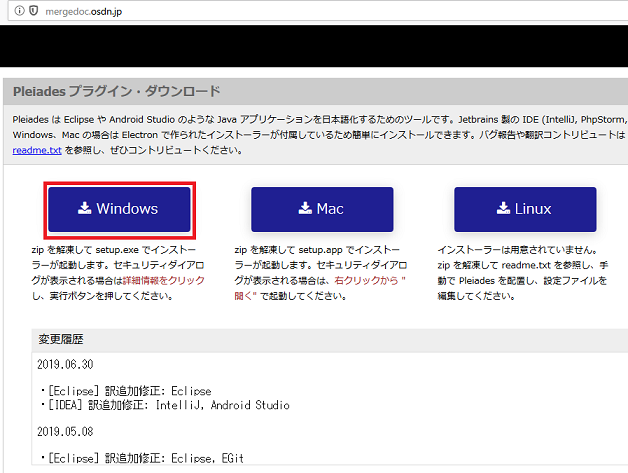 mergedoc.osdn.jp
Pleiades プラグイン・ダウンロード
Pleiades は Eclipse や Android Studio のような Java アプリケーションを日本語化するためのツールです。Jetbrains 製の IDE (IntelliJ, PhpStorm,
Windows、Mac の場合は Electron で作られたインストーラーが付属しているため簡単にインストールできます。バグ報告や翻訳コントリビュートは
readme.txt を参照し、ぜひコントリビュートください。
Windows
Mac
Linux
zip を解凍して setup.exe でインストー
ラーが起動します。セキュリティダイアロ
グが表示される場合は詳細情報をクリック
し、実行ボタンを押してください。
zip を解凍して setup.app でインストー
ラーが起動します。セキュリティダイアロ
グが表示される場合は、右クリックから "
開く" で起動してください。
インストーラーは用意されていません。
zip を解凍して readme.txt を参照し、手
動で Pleiades を配置し、設定ファイルを
編集してください。
変更履歴
2019.06.30
・[Eclipse] 訳追加修正: Eclipse
・[IDEA] 訳追加修正: IntelliJ, Android Studio
2019.05.08
・[Eclipse] 訳追加修正: Eclipse, EGit